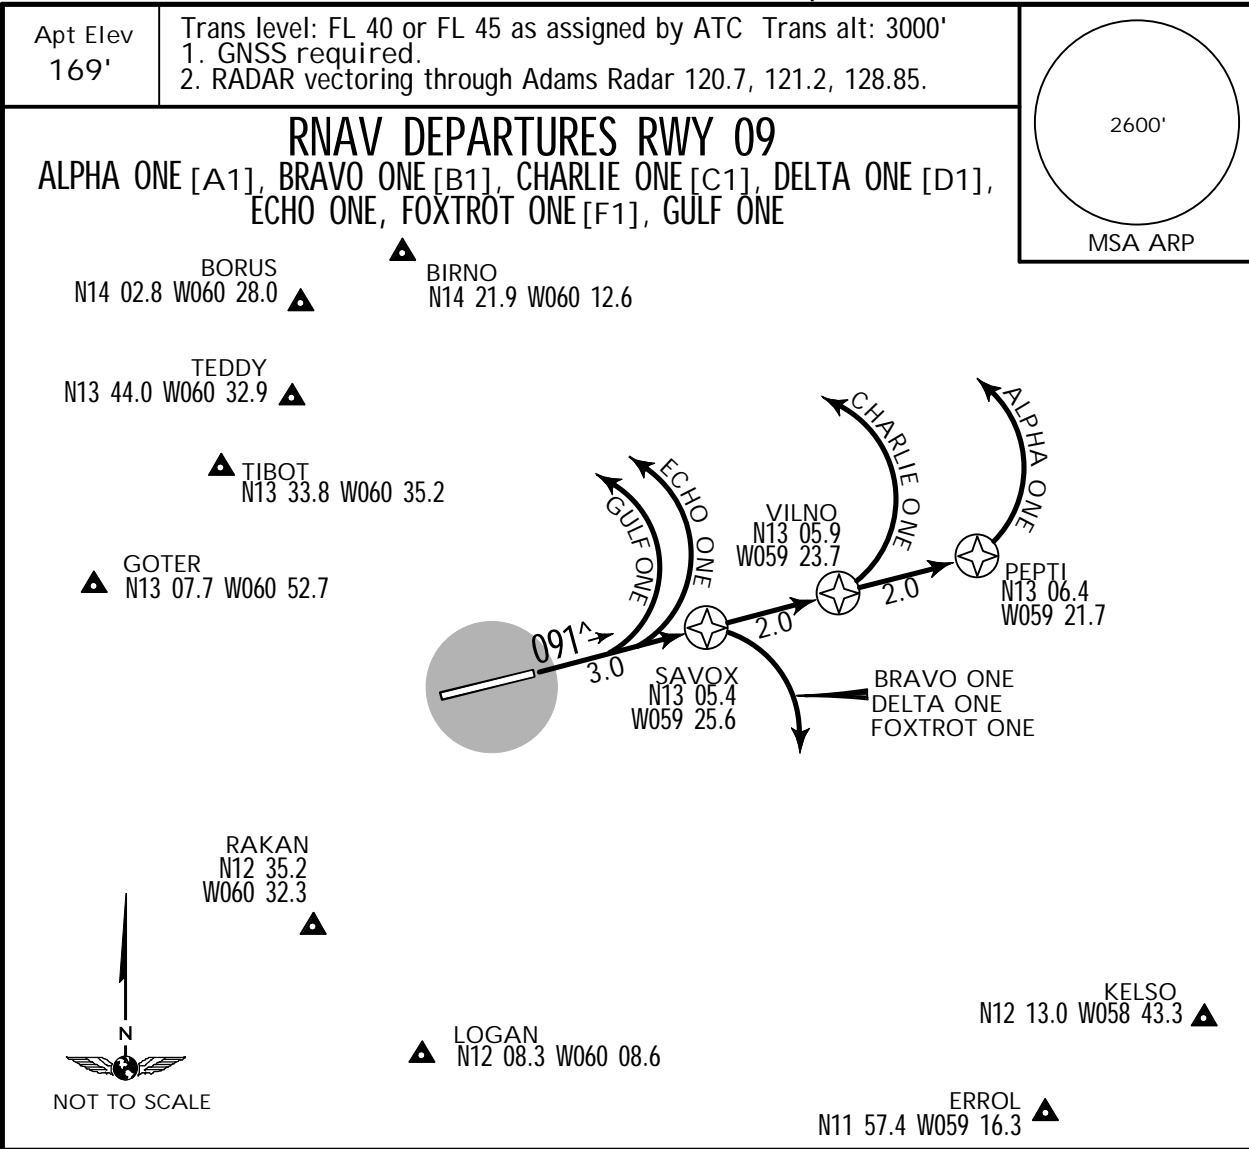 Apt Elev
169'
Trans level: FL 40 or FL 45 as assigned by ATC Trans alt: 3000'
1. GNSS required.
2. RADAR vectoring through Adams Radar 120.7, 121.2, 128.85.
2600'
MSA ARP
RNAV DEPARTURES RWY 09
ALPHA ONE [A1], BRAVO ONE [B1], CHARLIE ONE [C1], DELTA ONE [D1],
ECHO ONE, FOXTROT ONE [F1], GULF ONE
BORUS
N14 02.8 W060 28.0
BIRNO
N14 21.9 W060 12.6
TEDDY
N13 44.0 W060 32.9
TIBOT
N13 33.8 W060 35.2
GOTER
N13 07.7 W060 52.7
GULF ONE
ECHO ONE
CHARLIE ONE
ALPHA ONE
VILNO
N13 05.9
W059 23.7
PEPTI
N13 06.4
W059 21.7
091^
3.0
2.0
2.0
SAVOX
N13 05.4
W059 25.6
BRAVO ONE
DELTA ONE
FOXTROT ONE
RAKAN
N12 35.2
W060 32.3
KELSO
N12 13.0 W058 43.3
LOGAN
N12 08.3 W060 08.6
ERROL
N11 57.4 W059 16.3
N
NOT TO SCALE